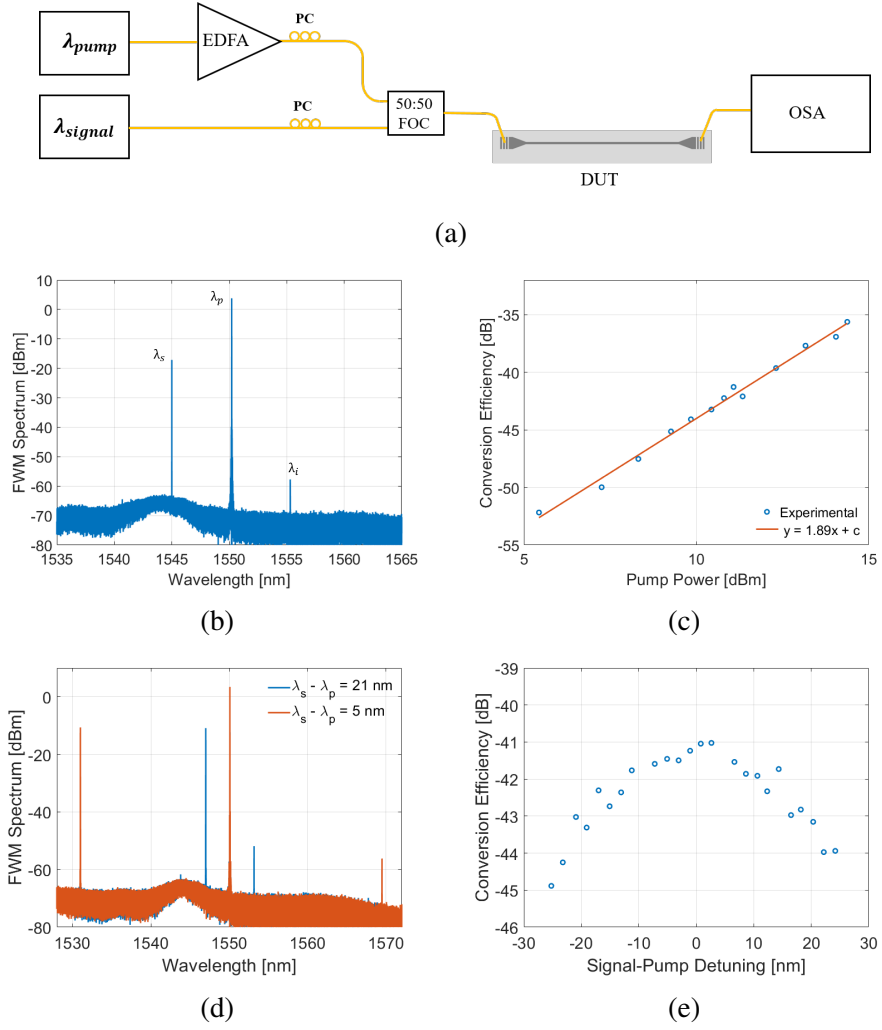 λpump
EDFA
PC
λsignal
PC
50:50
FOC
DUT
OSA
(a)
FWM Spectrum [dBm]
10
0
-10
-20
-30
-40
-50
-60
-70
-80
λs
λp
λi
1535
1540
1545
1550
1555
1560
1565
Wavelength [nm]
(b)
Conversion Efficiency [dB]
-35
-40
-45
-50
-55
Experimental
y = 1.89x + c
5
10
15
Pump Power [dBm]
(c)
FWM Spectrum [dBm]
0
-20
-40
-60
-80
λs - λp = 21 nm
λs - λp = 5 nm
1530
1540
1550
1560
1570
Wavelength [nm]
(d)
Conversion Efficiency [dB]
-39
-40
-41
-42
-43
-44
-45
-46
-30
-20
-10
0
10
20
30
Signal-Pump Detuning [nm]
(e)